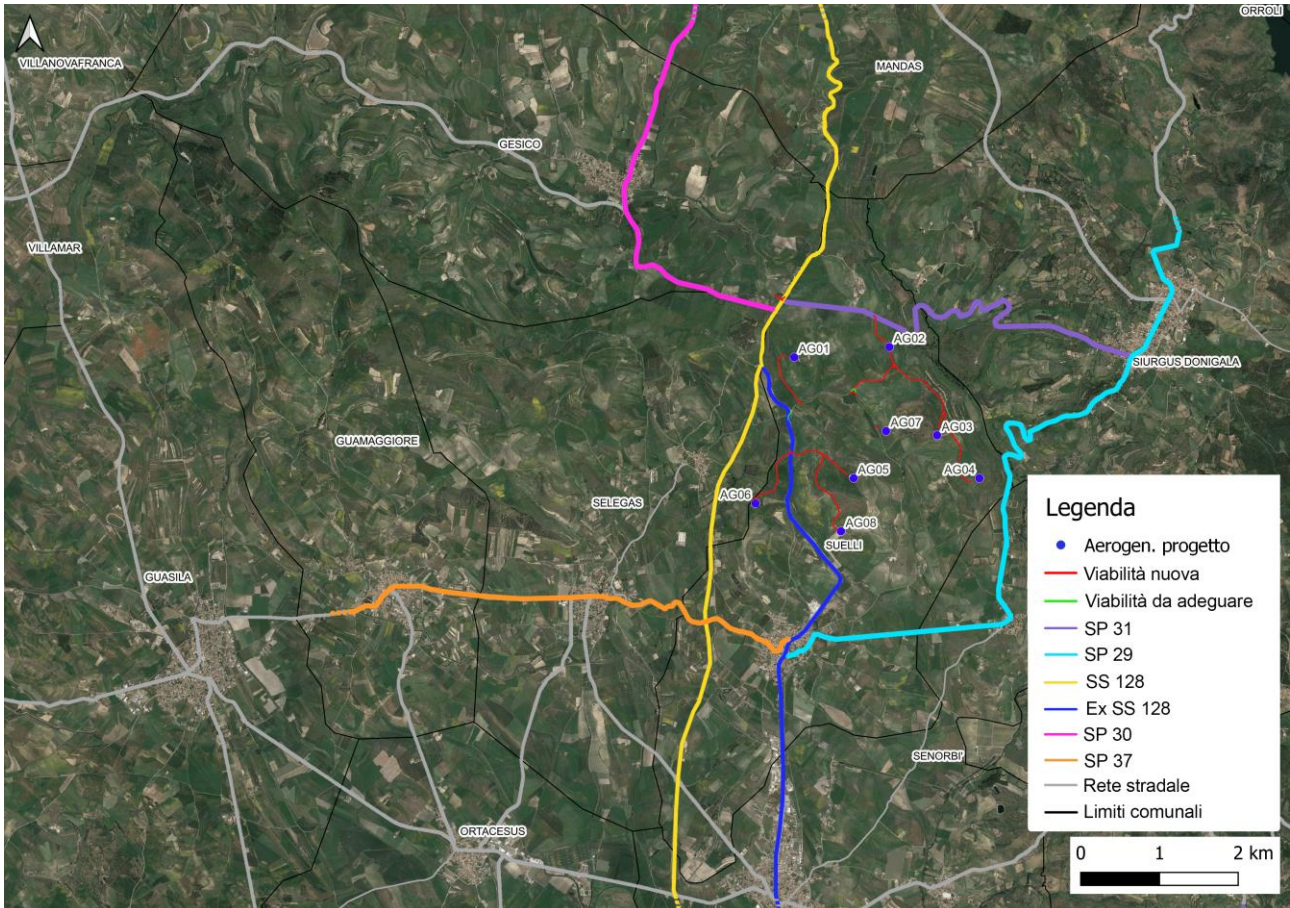 ORROLI
VILLANOVAFRANCA
MANDAS
GESICO
VILLAMAR
AG01
AG02
SIURGUS DONIGALA
GUAMAGGIORE
AG07
AG03
SELEGAS
AG06
AG05
AG04
AG08
SUELLI
GUASILA
SENORBI'
ORTACESUS
Legenda
Aerogen. progetto
Viabilità nuova
Viabilità da adeguare
SP 31
SP 29
SS 128
Ex SS 128
SP 30
SP 37
Rete stradale
Limiti comunali
0 1 2 km